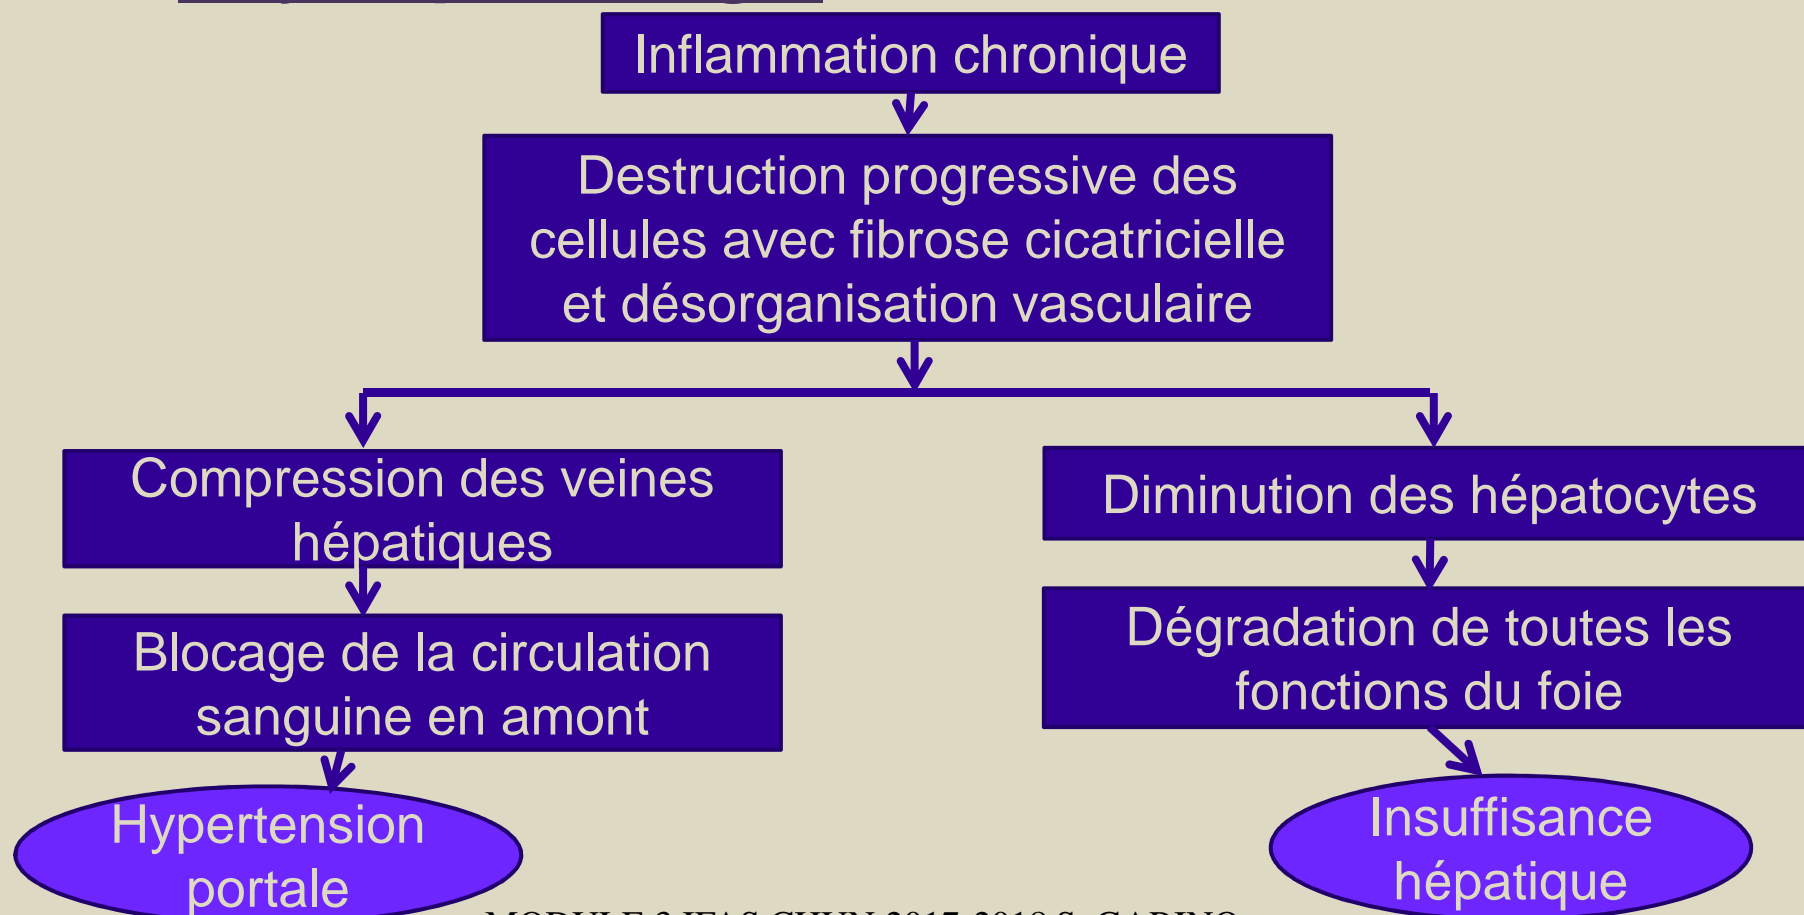 Inflammation chronique
Destruction progressive des
cellules avec fibrose cicatricielle
et désorganisation vasculaire
Compression des veines
hépatiques
Diminution des hépatocytes
Blocage de la circulation
sanguine en amont
Dégradation de toutes les
fonctions du foie
Hypertension
portale
Insuffisance
hépatique